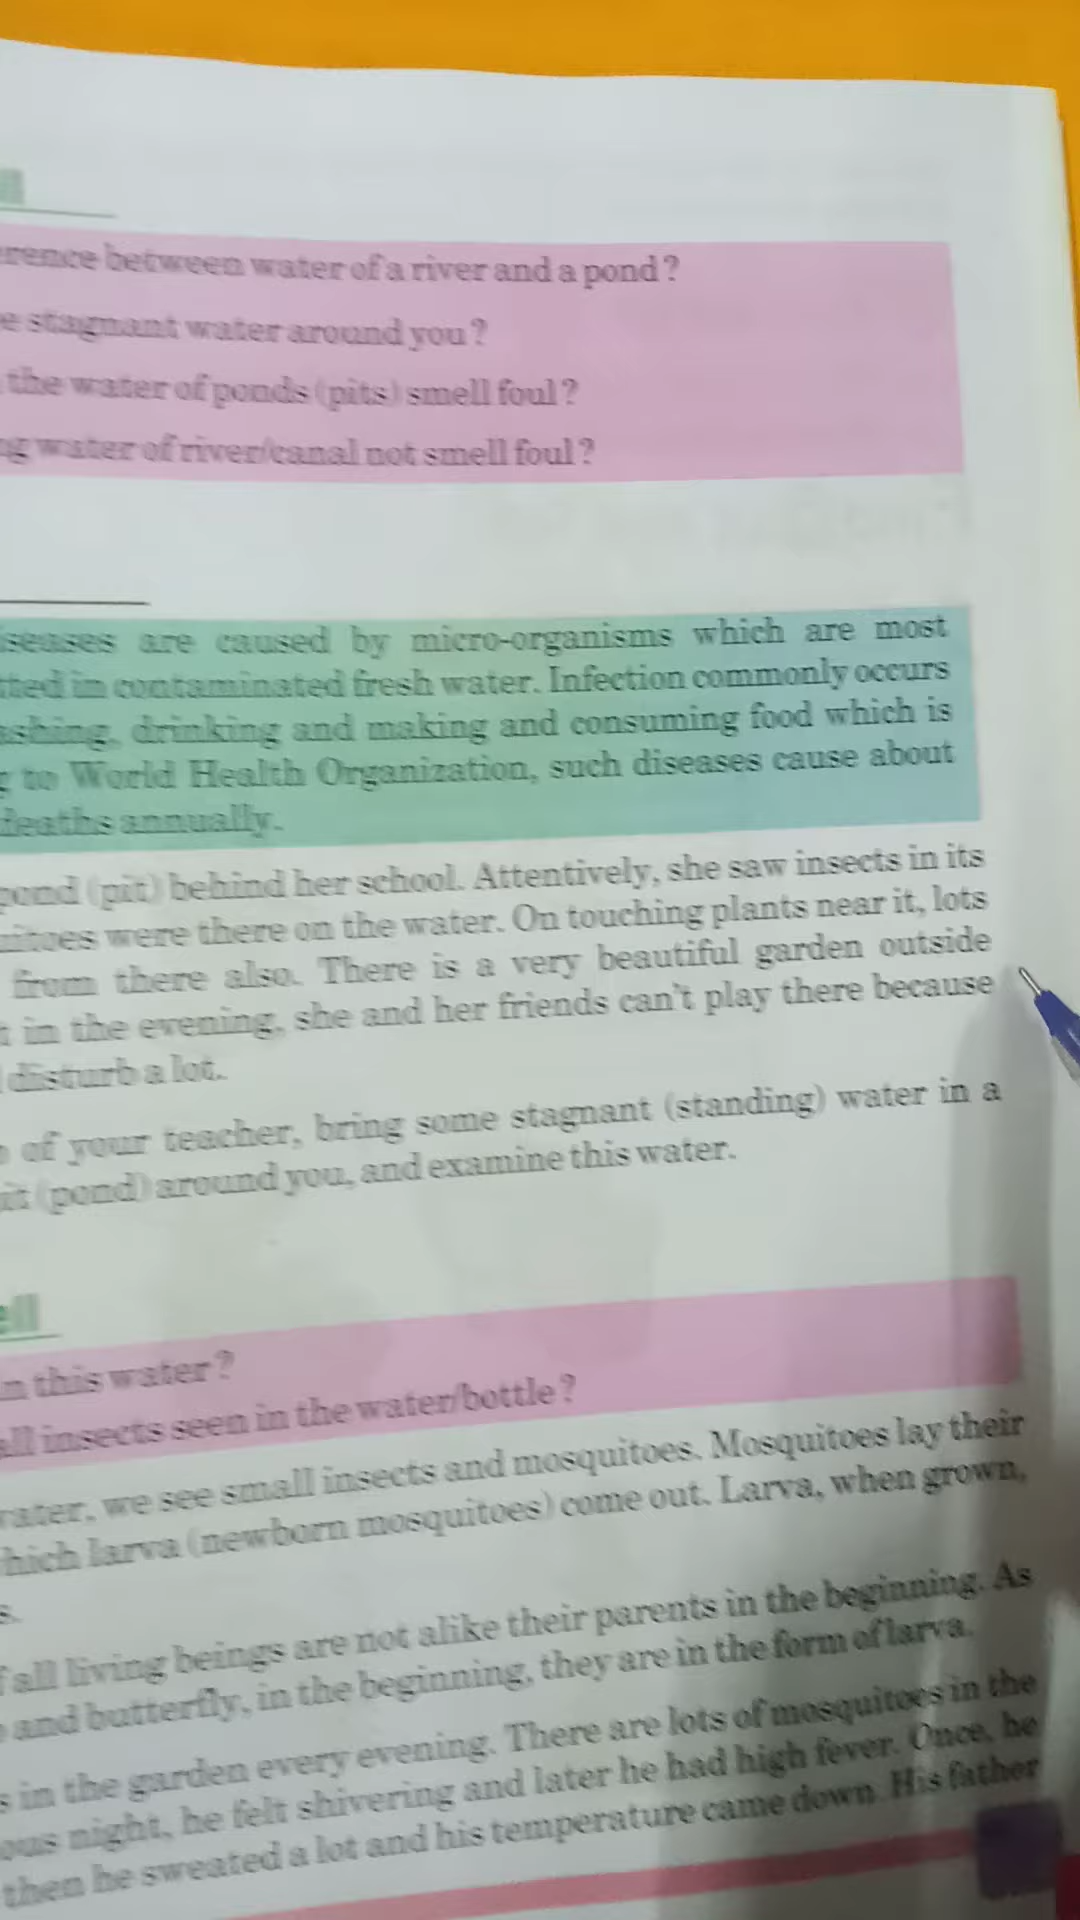 between water of a river and a pond?
stagnant water around you?
the water of ponds (pits) smell foul?
water of river/canal not smell foul?
are caused by micro-organisms which are most
in contaminated fresh water. Infection commonly occurs
drinking and making and consuming food which is
to World Health Organization, such diseases cause about
deaths annually.
pond (pit) behind her school. Attentively, she saw insects in its
were there on the water. On touching plants near it, lots
from there also. There is a very beautiful garden outside
in the evening, she and her friends can't play there because
disturb a lot.
of your teacher, bring some stagnant (standing) water in a
(pond) around you, and examine this water.
this water?
insects seen in the water/bottle?
we see small insects and mosquitoes. Mosquitoes lay their
larva (newborn mosquitoes) come out. Larva, when grown,
all living beings are not alike their parents in the beginning. As
and butterfly, in the beginning, they are in the form of larva.
in the garden every evening. There are lots of mosquitoes in the
night, he felt shivering and later he had high fever. Once, he
then he sweated a lot and his temperature came down. His father